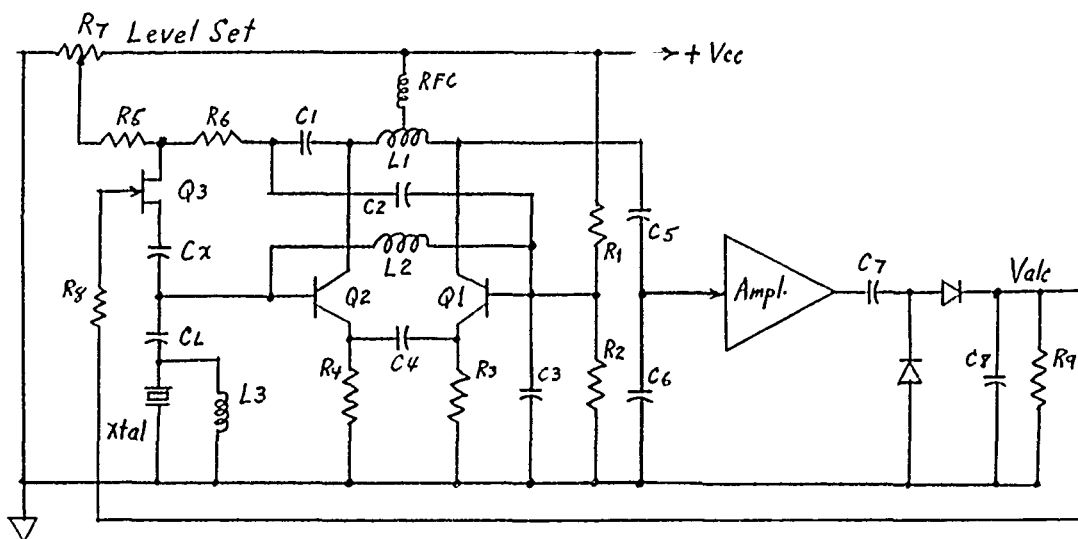 R7 Level Set
+ Vcc
RFC
R5
R6
C1
L1
Q3
C2
R1
C5
Cx
L2
R8
Q2
Q1
Ampl.
C7
Valc
CL
C4
R2
R4
R3
C3
C6
C8
R9
L3
xtal